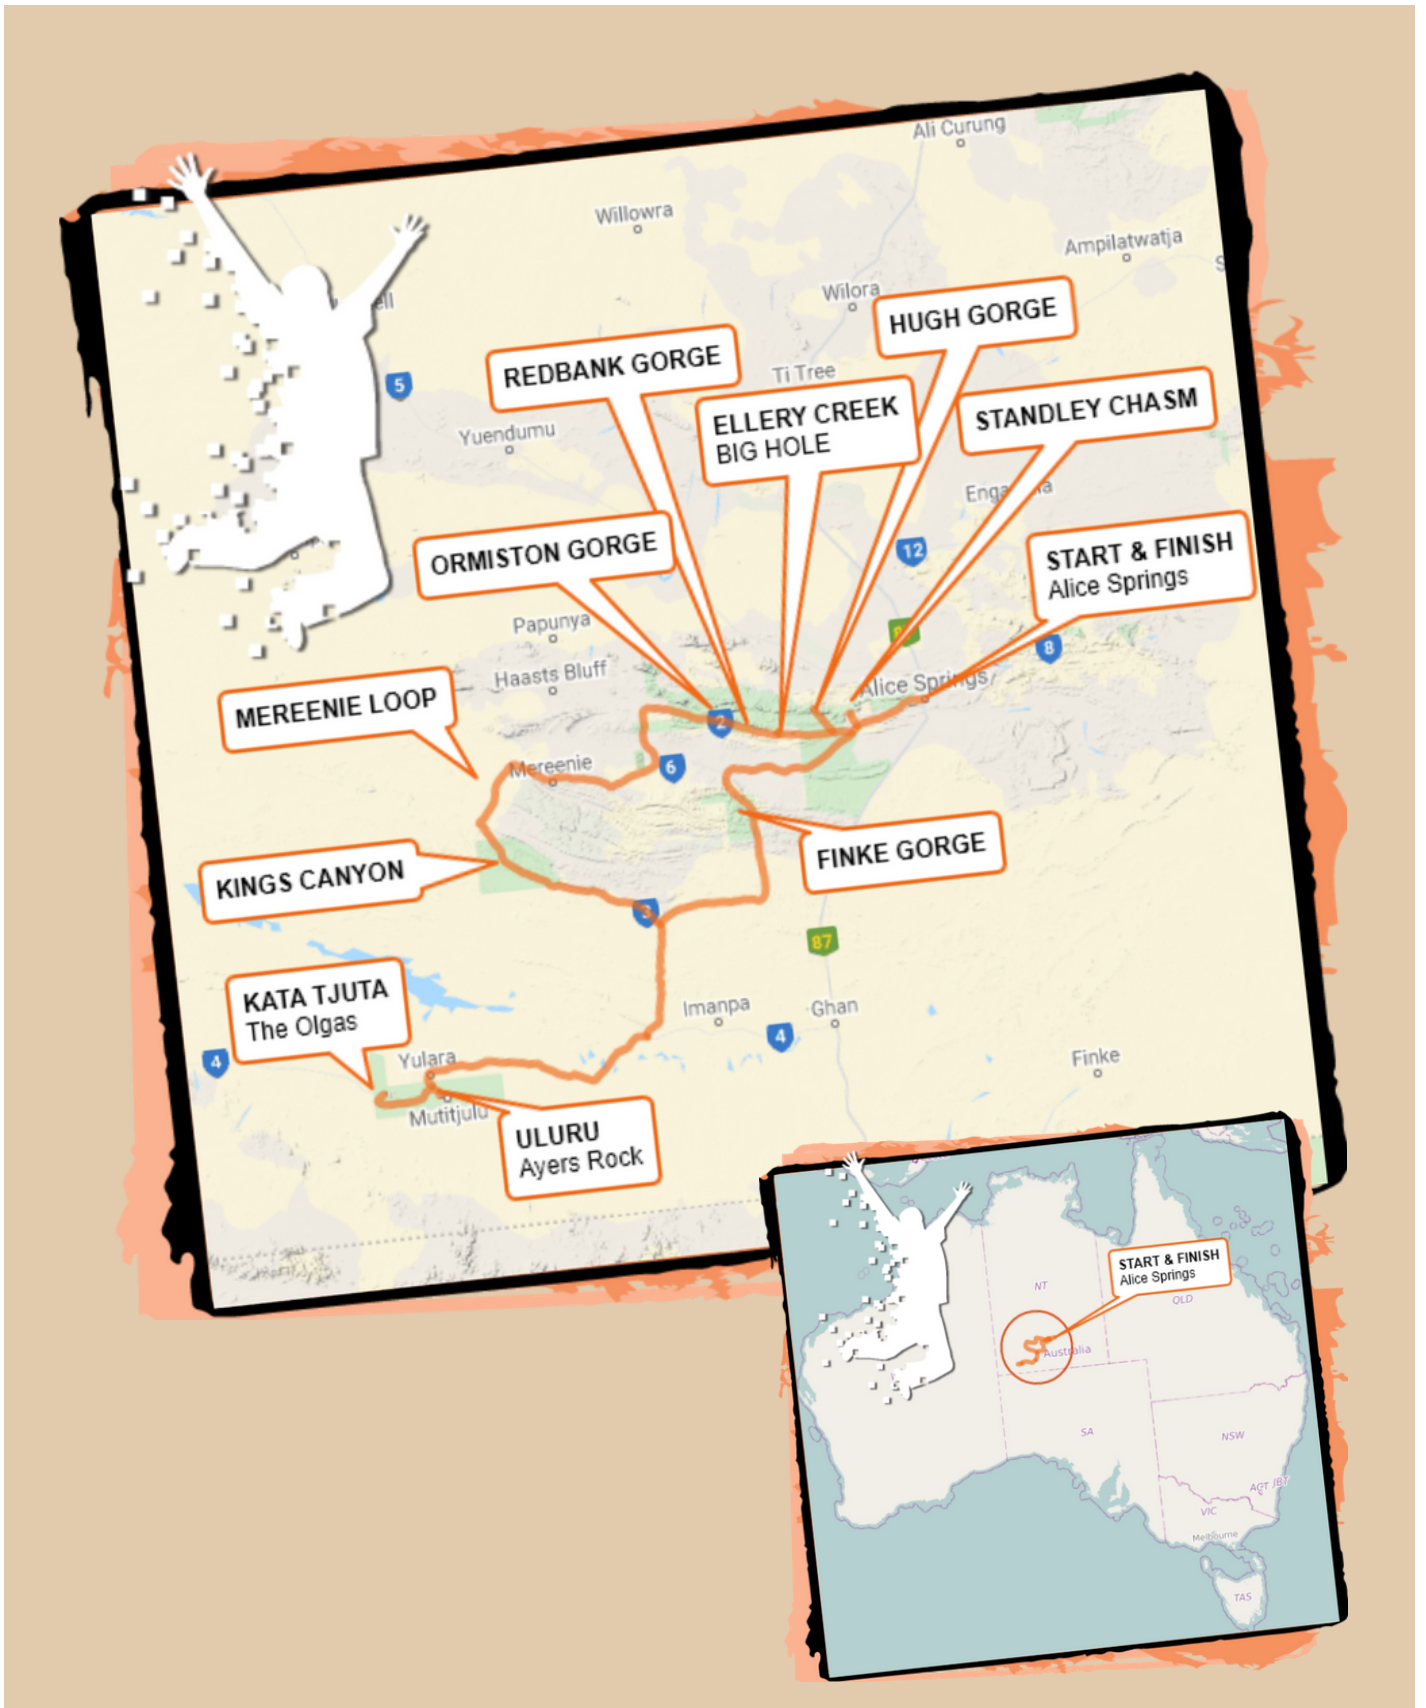 Ali Curung
Willowra
Ampilatwatja
Wilora
HUGH GORGE
ell
REDBANK GORGE
Ti Tree
5
ELLERY CREEK
BIG HOLE
STANDLEY CHASM
Yuendumu
12
ORMISTON GORGE
START & FINISH
Alice Springs
Papunya
8
Haasts Bluff
Alice Springs
MEREENIE LOOP
2
Mereenie
6
FINKE GORGE
KINGS CANYON
3
87
KATA TJUTA
The Olgas
Imanpa
Ghan
4
4
Yulara
Finke
Mutitjulu
ULURU
Ayers Rock
START & FINISH
Alice Springs
NT
QLD
Australia
SA
NSW
ACT JBT
VIC
Melbourne
TAS